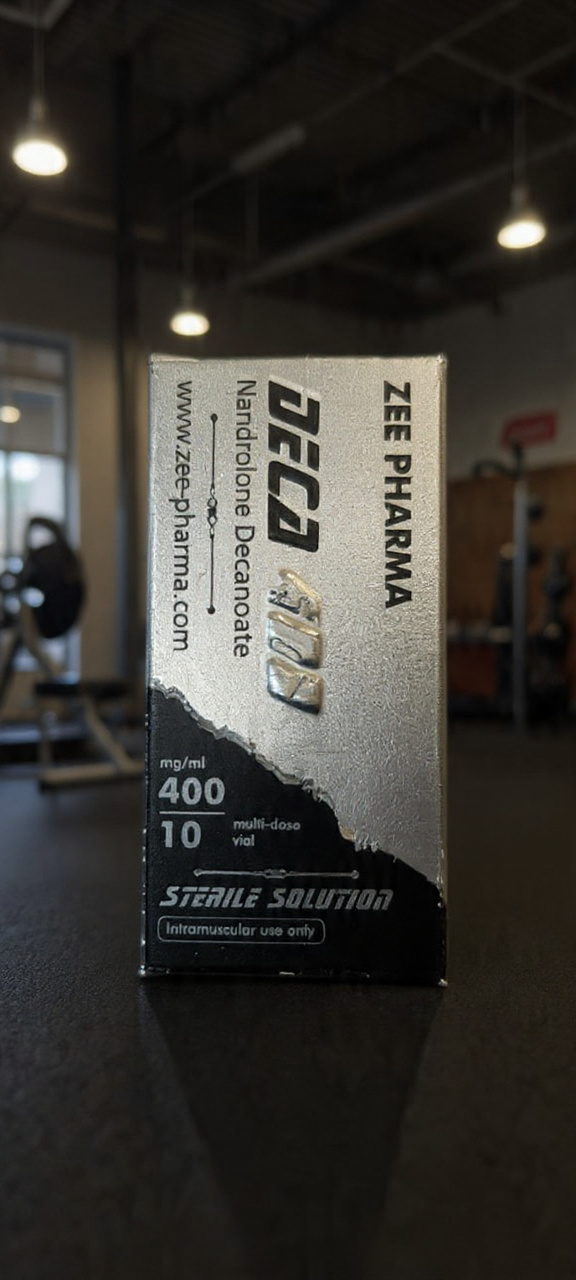 ZEE PHARMA
DECA
Nandrolone Decanoate
www.zee-pharma.com
mg/ml
400
10
multi-dose
vial
STERILE SOLUTION
Intramuscular use only